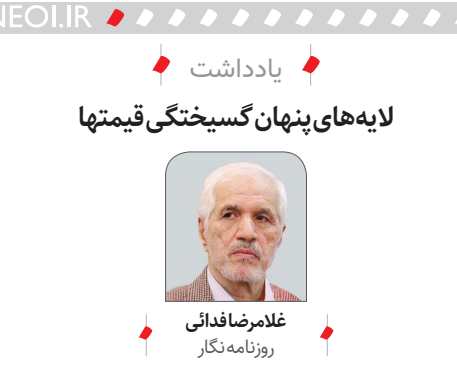 NEOI.IR
یادداشت
لایه‌های پنهان گسیختگی قیمتها
غلامرضا فدائی
روزنامه نگار